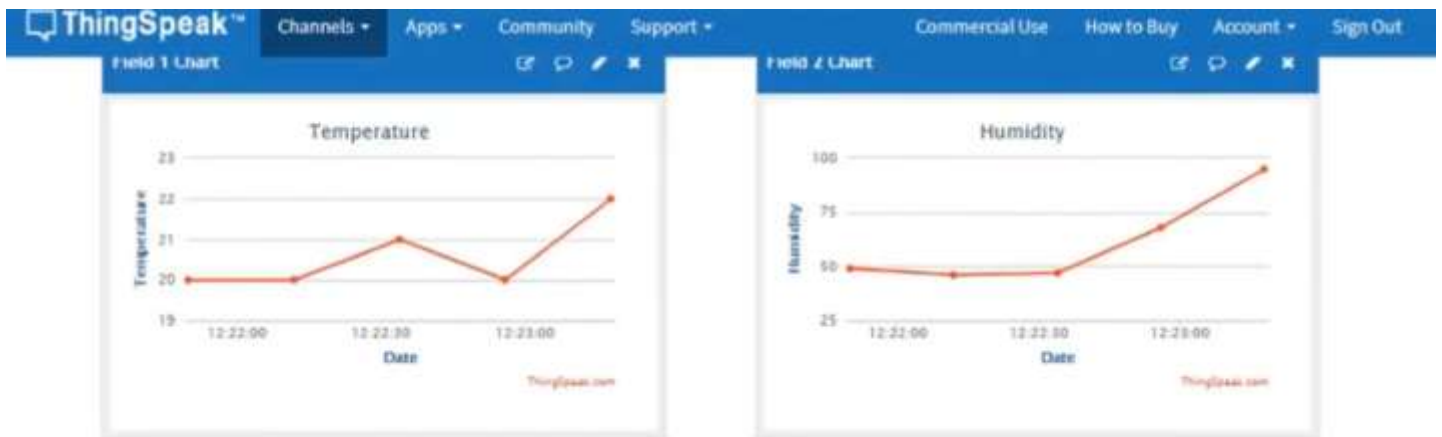 ThingSpeak™ Channels Apps Community Support Commercial Use How to Buy Account Sign Out
Field 1 Chart
Temperature
23
22
21
20
19
Temperature
12:22:00 12:22:30 12:23:00
Date
ThingSpeak.com
Field 2 Chart
Humidity
100
75
50
25
Humidity
12:22:00 12:22:30 12:23:00
Date
ThingSpeak.com